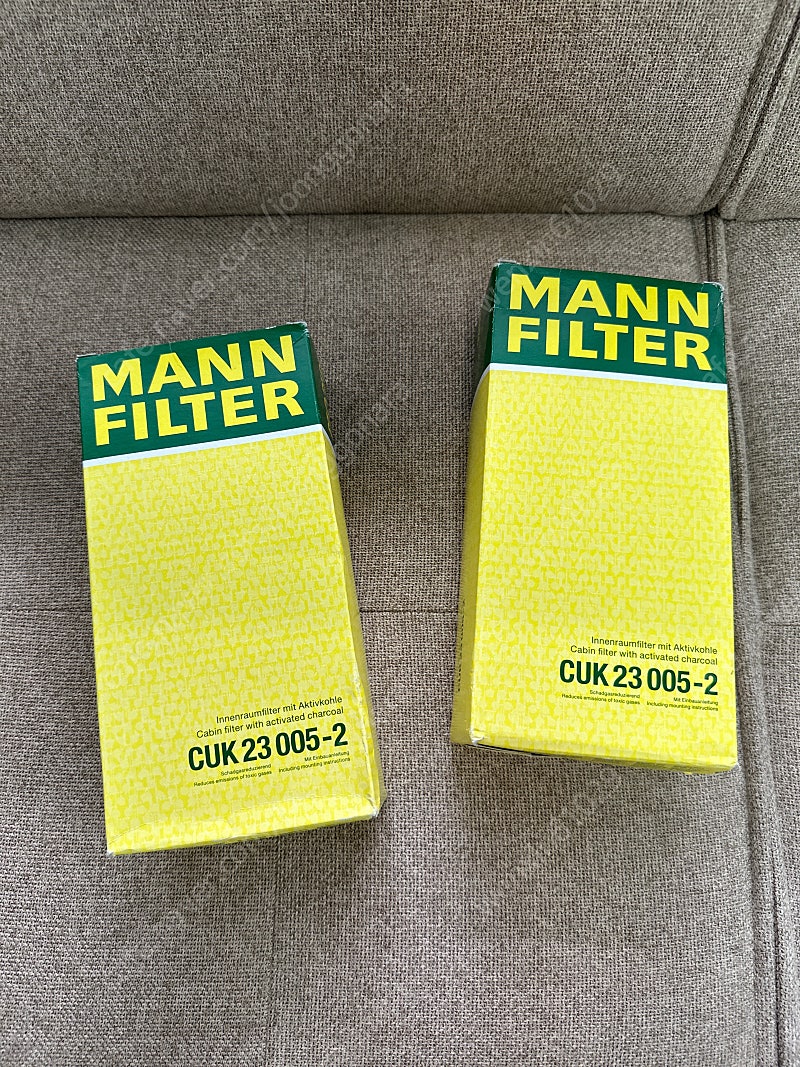 MANN
FILTER
Innenraumfilter mit Aktivkohle
Cabin filter with activated charcoal
CUK 23 005-2
Schadgasreduzierend
Reduces emissions of toxic gases
Mit Einbauanleitung
Including mounting instructions
MANN
FILTER
Innenraumfilter mit Aktivkohle
Cabin filter with activated charcoal
CUK 23 005-2
Schadgasreduzierend
Reduces emissions of toxic gases
Mit Einbauanleitung
Including mounting instructions